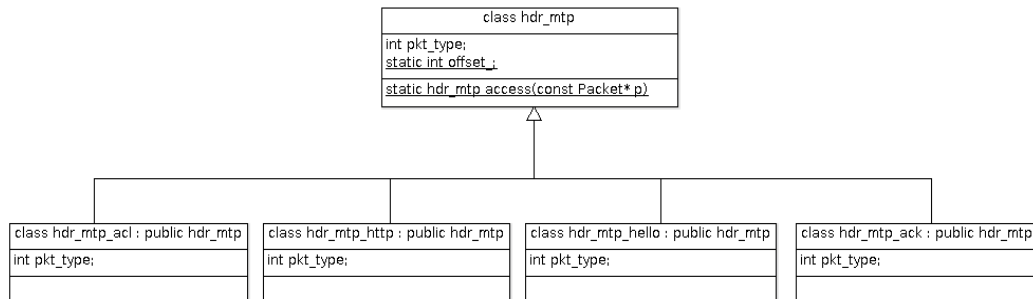 class hdr_mtp
int pkt_type;
static int offset_;
static hdr_mtp access(const Packet* p)
class hdr_mtp_acl : public hdr_mtp
int pkt_type;
class hdr_mtp_http : public hdr_mtp
int pkt_type;
class hdr_mtp_hello : public hdr_mtp
int pkt_type;
class hdr_mtp_ack : public hdr_mtp
int pkt_type;